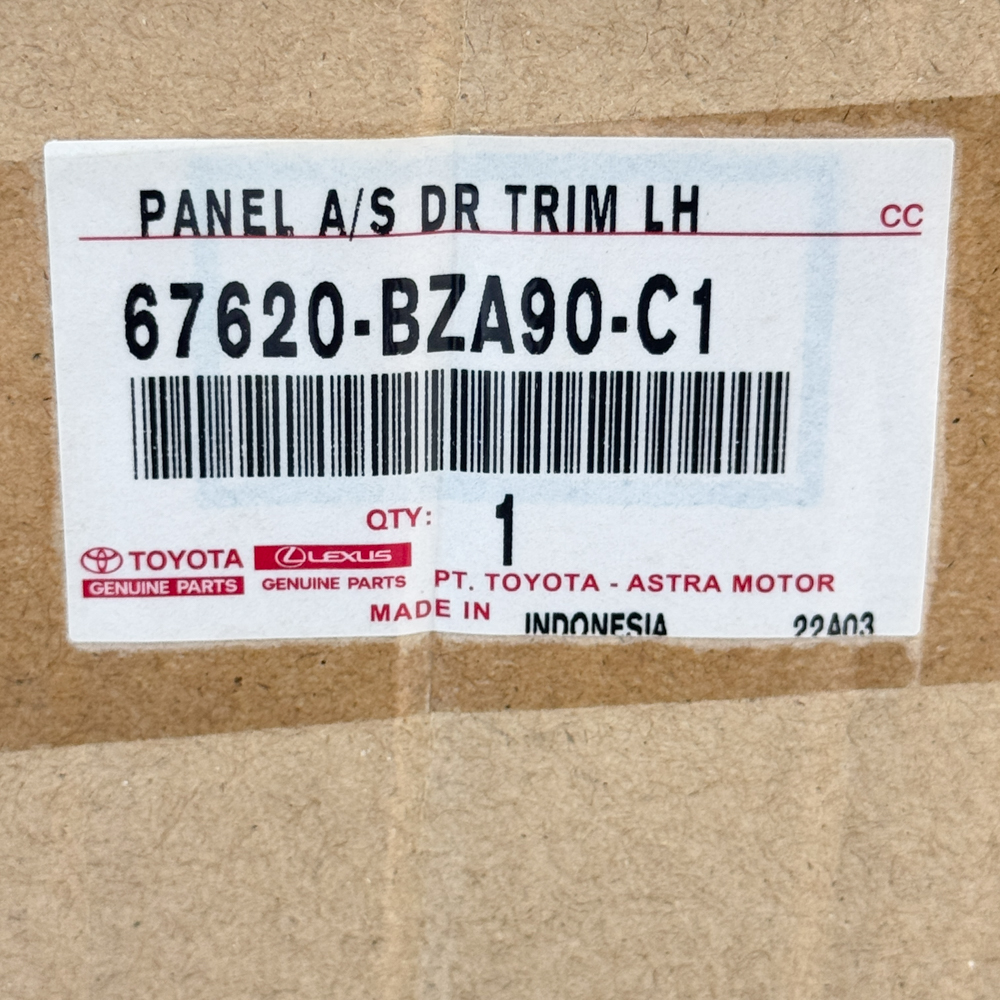 PANEL A/S DR TRIM LH
CC
67620-BZA90-C1
QTY: 1
TOYOTA
GENUINE PARTS
LEXUS
GENUINE PARTS
PT. TOYOTA - ASTRA MOTOR
MADE IN INDONESIA 22A03